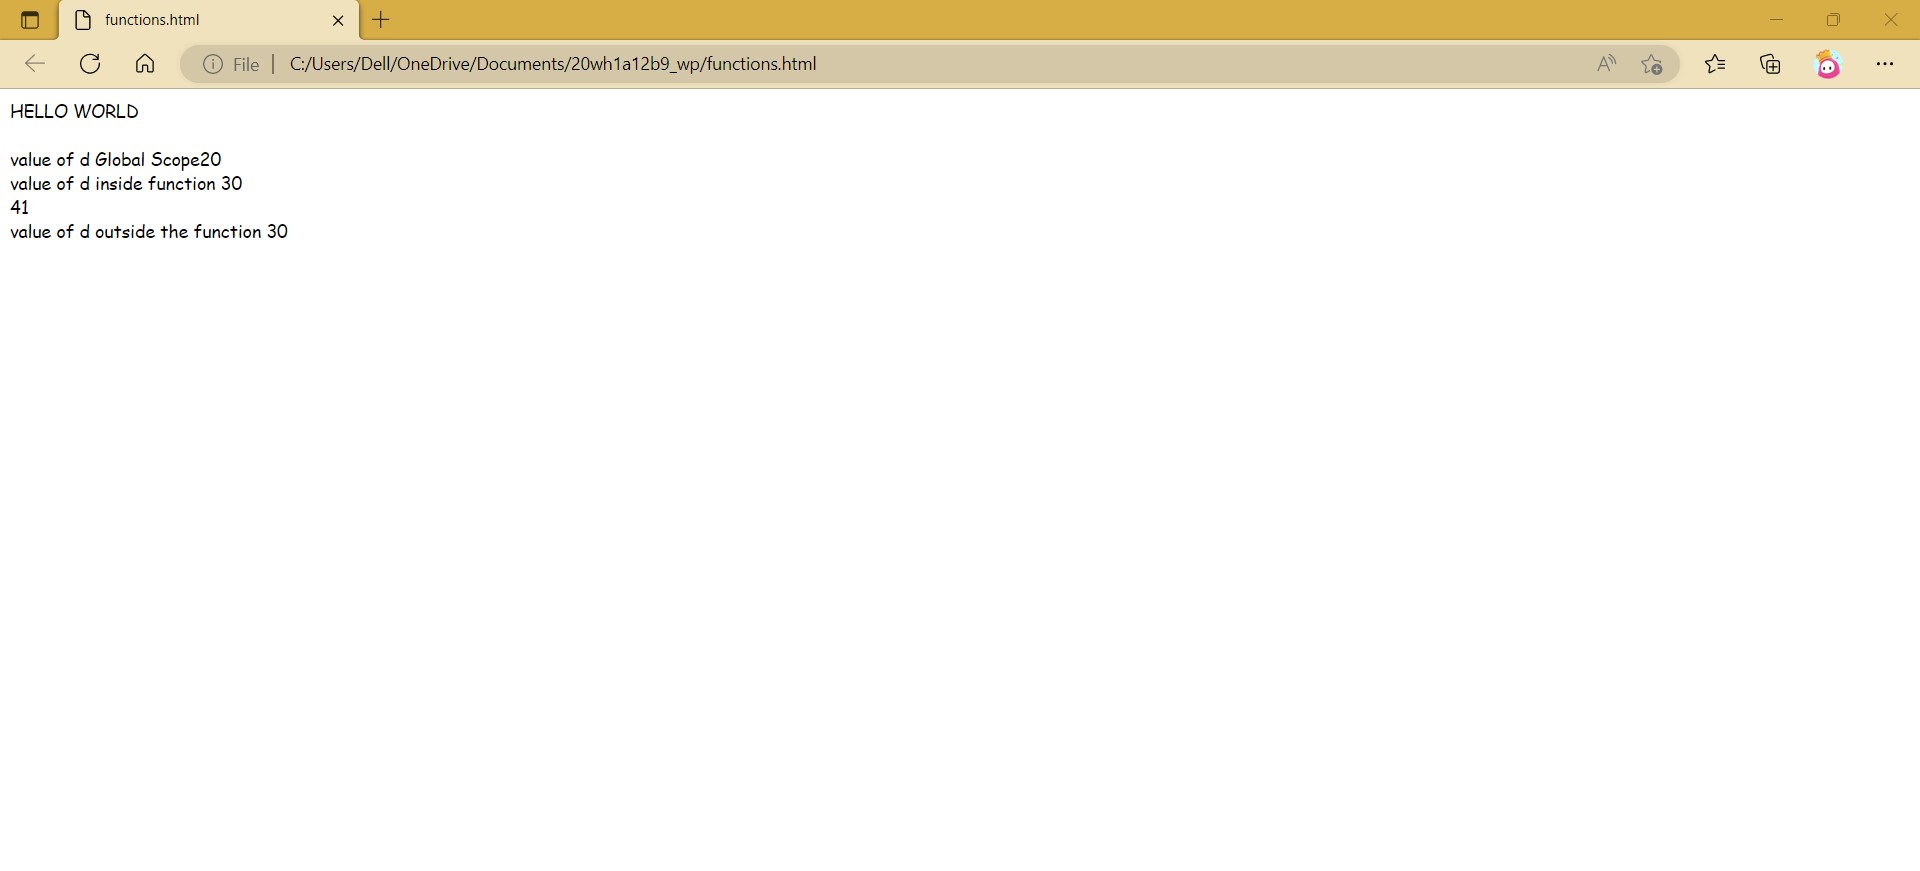 functions.html
File
C:/Users/Dell/OneDrive/Documents/20wh1a12b9_wp/functions.html
HELLO WORLD
value of d Global Scope20
value of d inside function 30
41
value of d outside the function 30